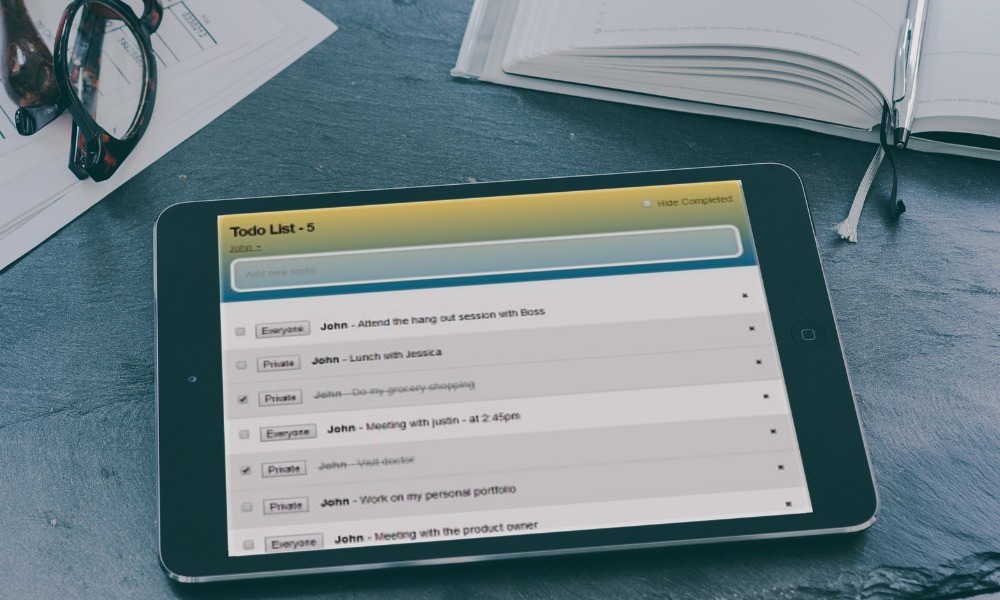 Todo List - 5
Hide Completed
John
Add new tasks
Everyone John - Attend the hang out session with Boss
Private John - Lunch with Jessica
Private John - Do my grocery shopping
Everyone John - Meeting with justin - at 2:45pm
Private John - Visit doctor
Private John - Work on my personal portfolio
Everyone John - Meeting with the product owner